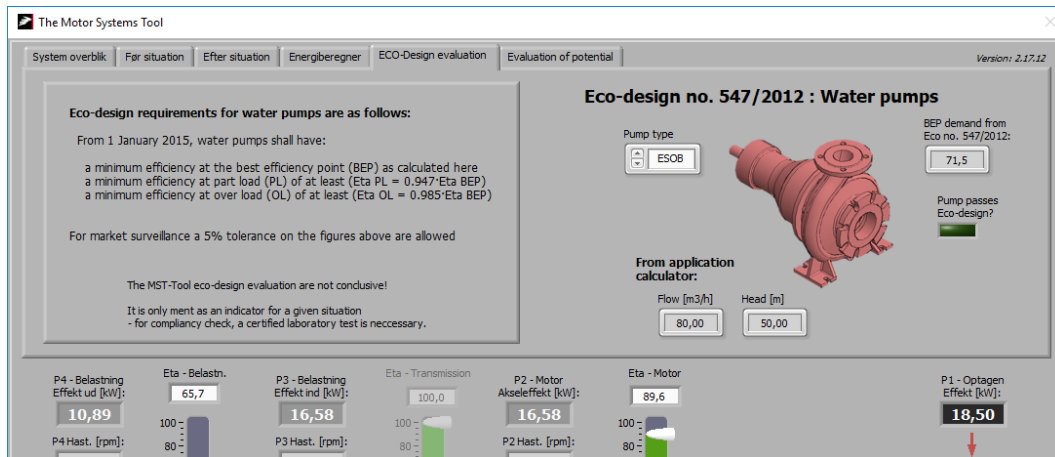 The Motor Systems Tool
System overblik
Før situation
Efter situation
Energiberegner
ECO-Design evaluation
Evaluation of potential
Version: 2.17.12
Eco-design requirements for water pumps are as follows:
From 1 January 2015, water pumps shall have:
a minimum efficiency at the best efficiency point (BEP) as calculated here
a minimum efficiency at part load (PL) of at least (Eta PL = 0.947·Eta BEP)
a minimum efficiency at over load (OL) of at least (Eta OL = 0.985·Eta BEP)
For market surveillance a 5% tolerance on the figures above are allowed
The MST-Tool eco-design evaluation are not conclusive!
It is only ment as an indicator for a given situation
- for compliancy check, a certified laboratory test is neccessary.
Eco-design no. 547/2012 : Water pumps
Pump type
ESOB
BEP demand from
Eco no. 547/2012:
71,5
Pump passes
Eco-design?
From application
calculator:
Flow [m3/h]
Head [m]
80,00
50,00
P4 - Belastning
Effekt ud [kW]:
10,89
P4 Hast. [rpm]:
Eta - Belastn.
65,7
100
80
P3 - Belastning
Effekt ind [kW]:
16,58
P3 Hast. [rpm]:
Eta - Transmission
100,0
100
80
P2 - Motor
Akseleffekt [kW]:
16,58
P2 Hast. [rpm]:
Eta - Motor
89,6
100
80
P1 - Optagen
Effekt [kW]:
18,50